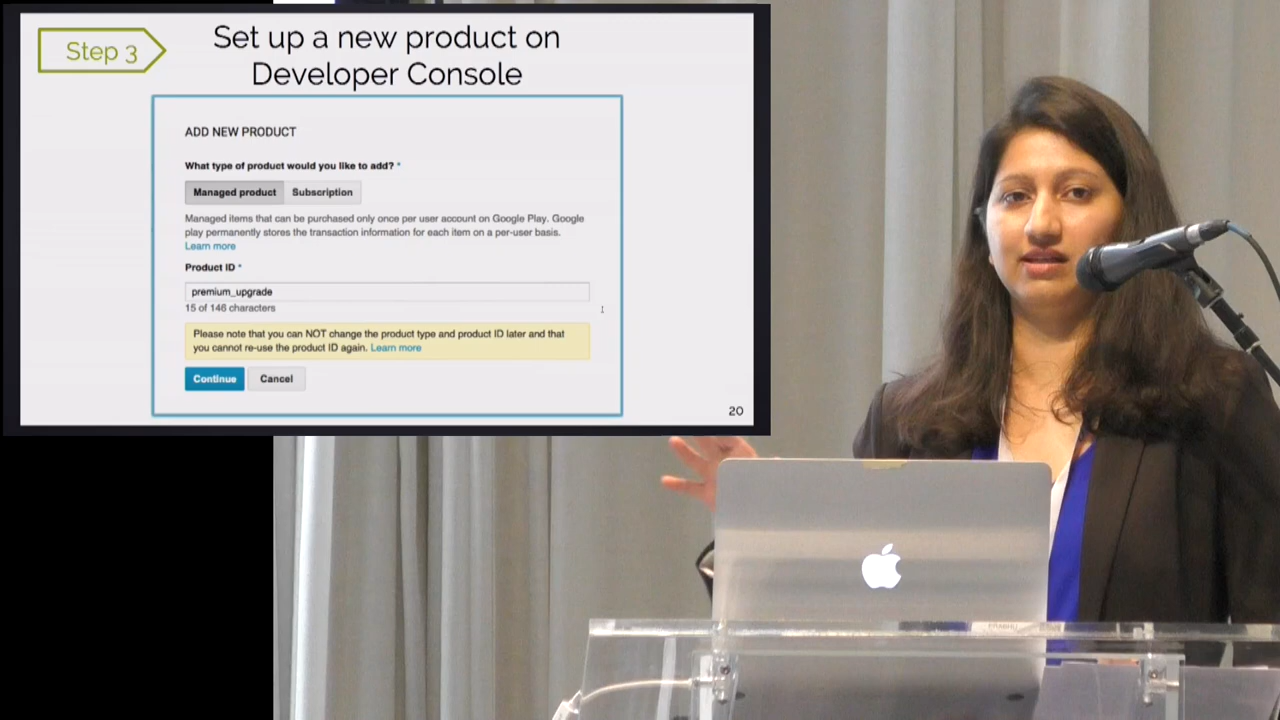 Step 3
Set up a new product on
Developer Console
ADD NEW PRODUCT
What type of product would you like to add? *
Managed product Subscription
Managed items that can be purchased only once per user account on Google Play. Google
play permanently stores the transaction information for each item on a per-user basis.
Learn more
Product ID *
premium_upgrade
15 of 146 characters
Please note that you can NOT change the product type and product ID later and that
you cannot re-use the product ID again. Learn more
Continue Cancel
20